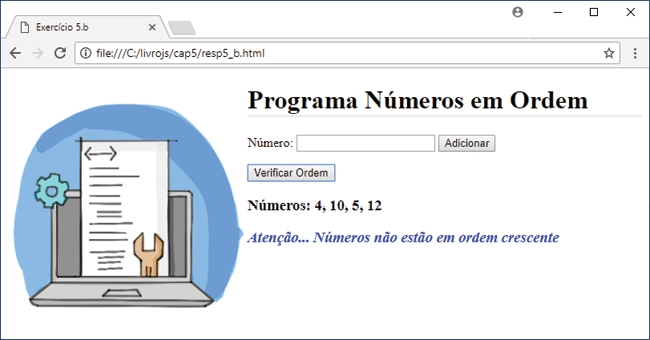 Exercício 5.b
file:///C:/livrojs/cap5/resp5_b.html
Programa Números em Ordem
Número: Adicionar
Verificar Ordem
Números: 4, 10, 5, 12
Atenção... Números não estão em ordem crescente